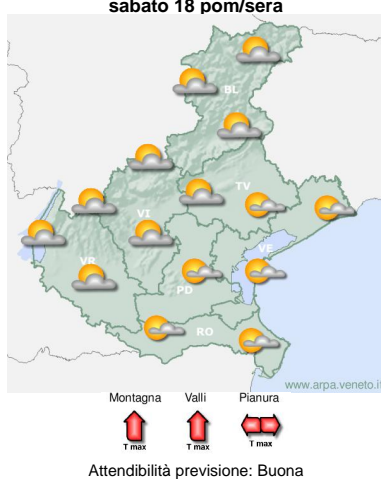 sabato 18 pom/sera
BL
TV
VI
VE
VR
PD
RO
www.arpa.veneto.it
Montagna Valli Pianura
T max T max T max
Attendibilità previsione: Buona